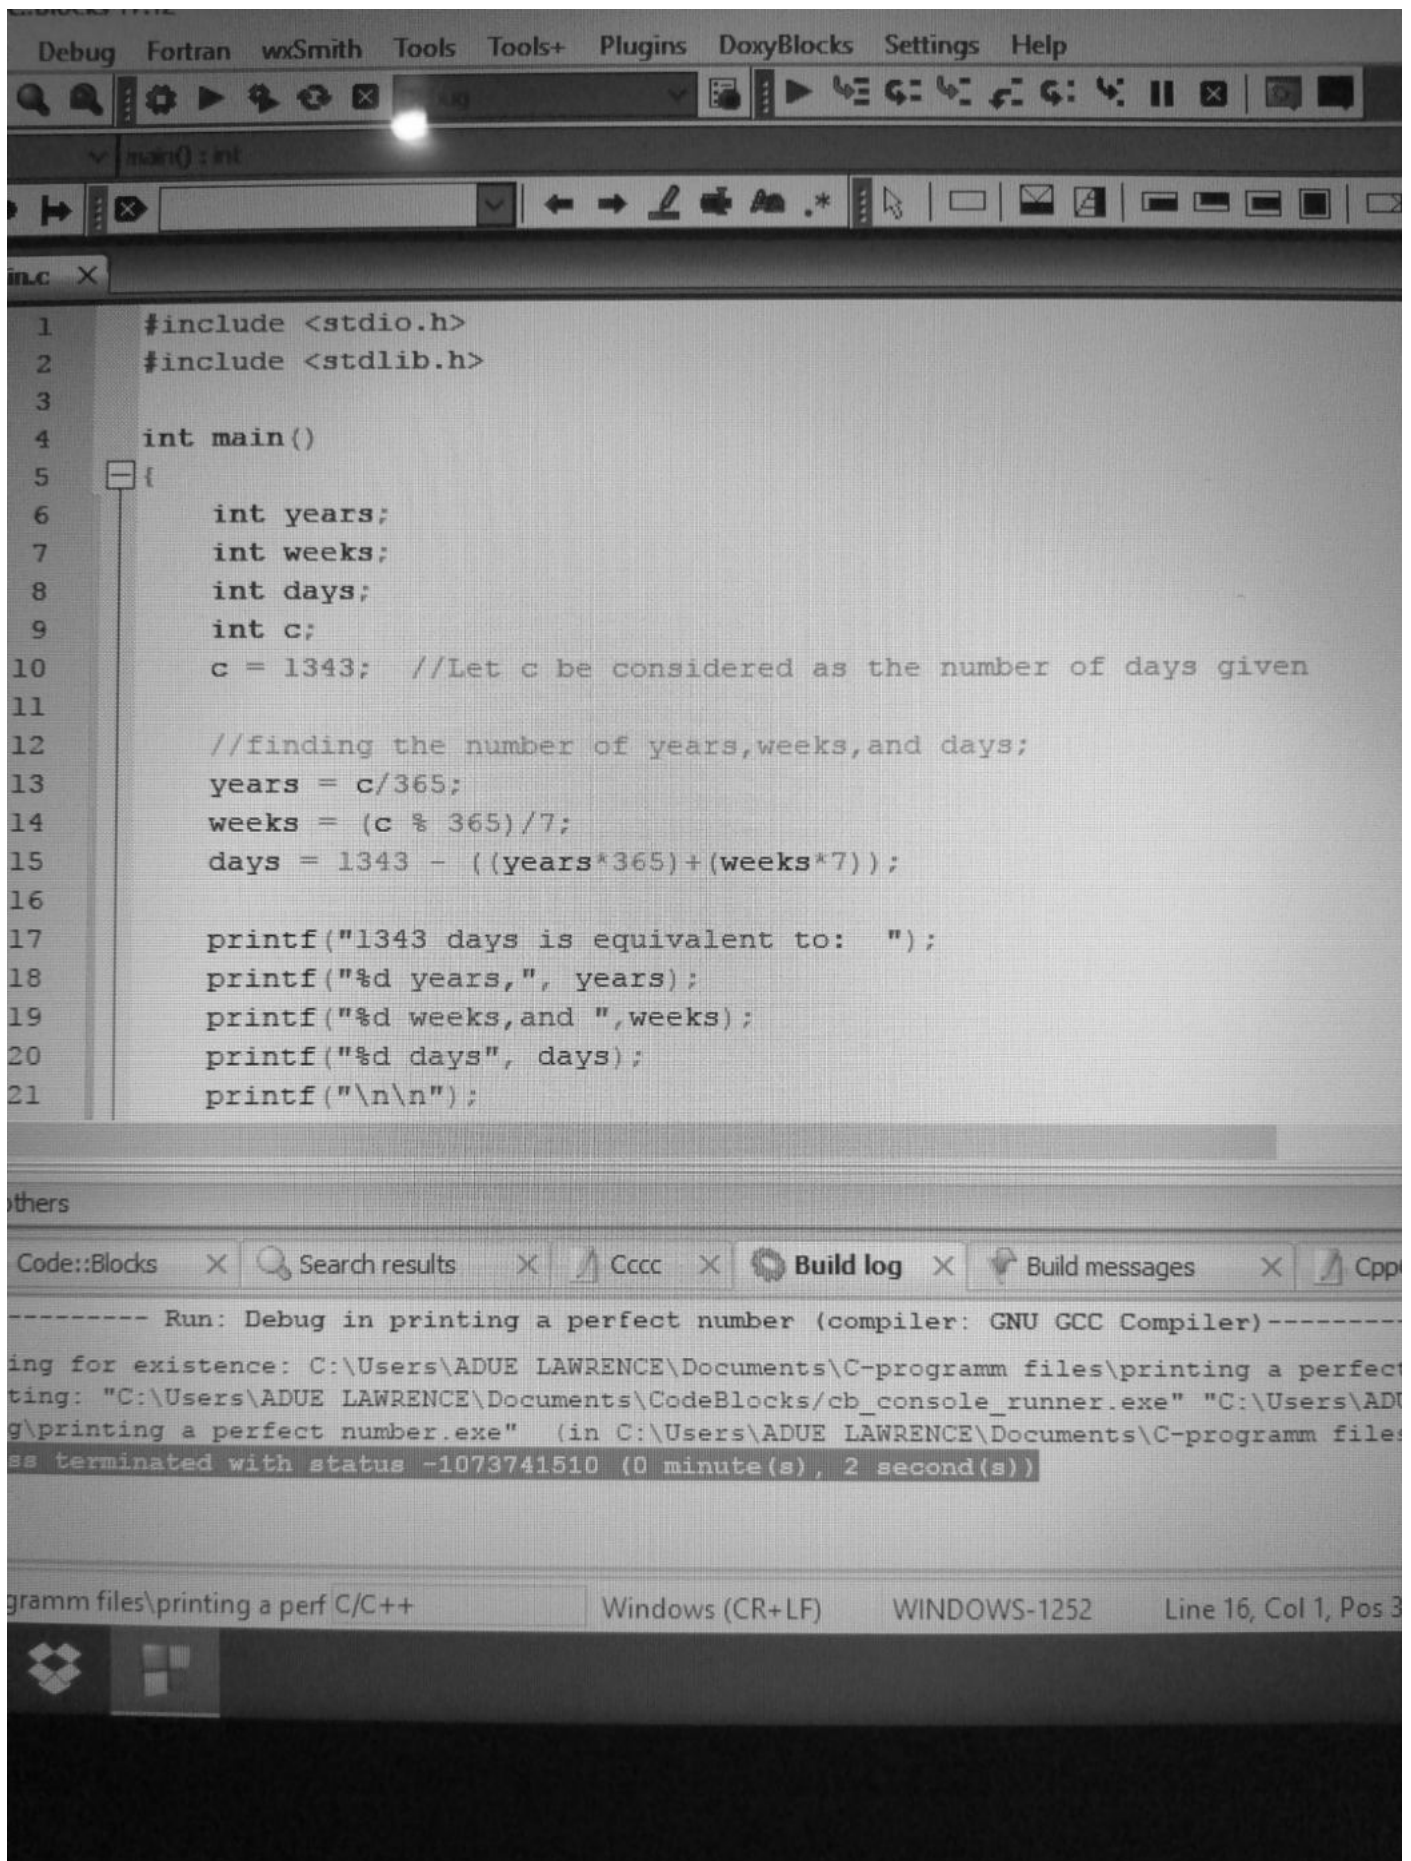 Debug Fortran wxSmith Tools Tools+ Plugins DoxyBlocks Settings Help
main() : int
in.c
1 #include <stdio.h>
2 #include <stdlib.h>
3
4 int main()
5 {
6 int years;
7 int weeks;
8 int days;
9 int c;
10 c = 1343; //Let c be considered as the number of days given
11
12 //finding the number of years,weeks,and days;
13 years = c/365;
14 weeks = (c % 365)/7;
15 days = 1343 - ((years*365)+(weeks*7));
16
17 printf("1343 days is equivalent to:  ");
18 printf("%d years,", years);
19 printf("%d weeks,and ",weeks);
20 printf("%d days", days);
21 printf("\n\n");
thers
Code::Blocks Search results Cccc Build log Build messages Cpp
--------- Run: Debug in printing a perfect number (compiler: GNU GCC Compiler)---------
ing for existence: C:\Users\ADUE LAWRENCE\Documents\C-programm files\printing a perfect
ting: "C:\Users\ADUE LAWRENCE\Documents\CodeBlocks/cb_console_runner.exe" "C:\Users\ADU
g\printing a perfect number.exe"  (in C:\Users\ADUE LAWRENCE\Documents\C-programm files
ss terminated with status -1073741510 (0 minute(s), 2 second(s))
gramm files\printing a perf C/C++ Windows (CR+LF) WINDOWS-1252 Line 16, Col 1, Pos 3